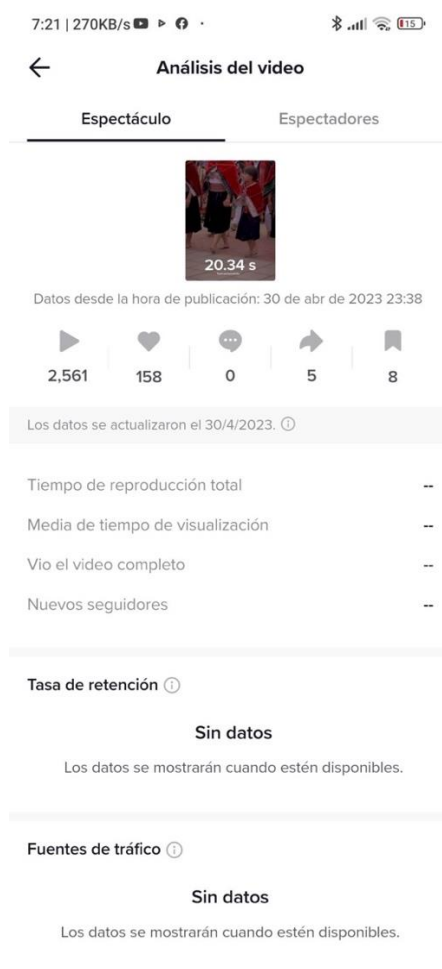 7:21 | 270KB/s
15
Análisis del video
Espectáculo
Espectadores
20.34 s
Datos desde la hora de publicación: 30 de abr de 2023 23:38
2,561
158
0
5
8
Los datos se actualizaron el 30/4/2023.
Tiempo de reproducción total --
Media de tiempo de visualización --
Vio el video completo --
Nuevos seguidores --
Tasa de retención
Sin datos
Los datos se mostrarán cuando estén disponibles.
Fuentes de tráfico
Sin datos
Los datos se mostrarán cuando estén disponibles.